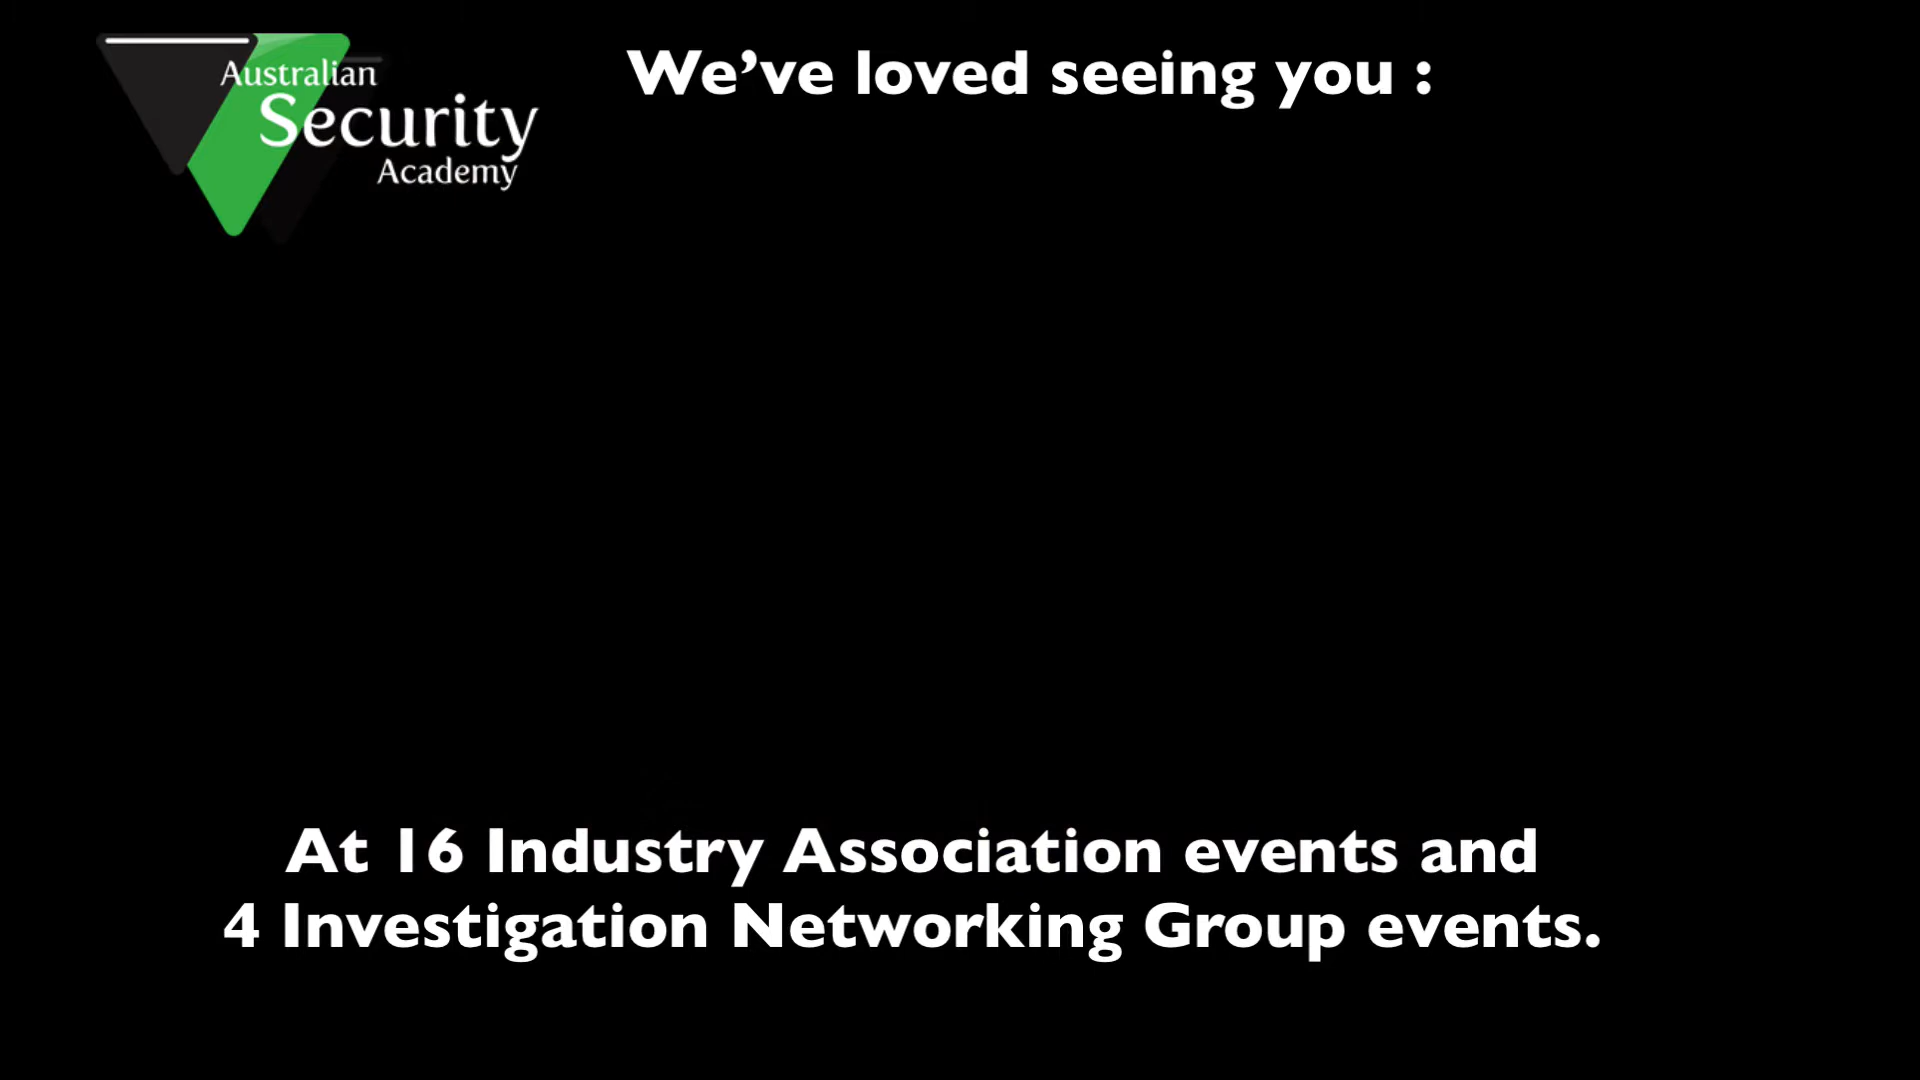 Australian
Security
Academy
We’ve loved seeing you :
At 16 Industry Association events and
4 Investigation Networking Group events.